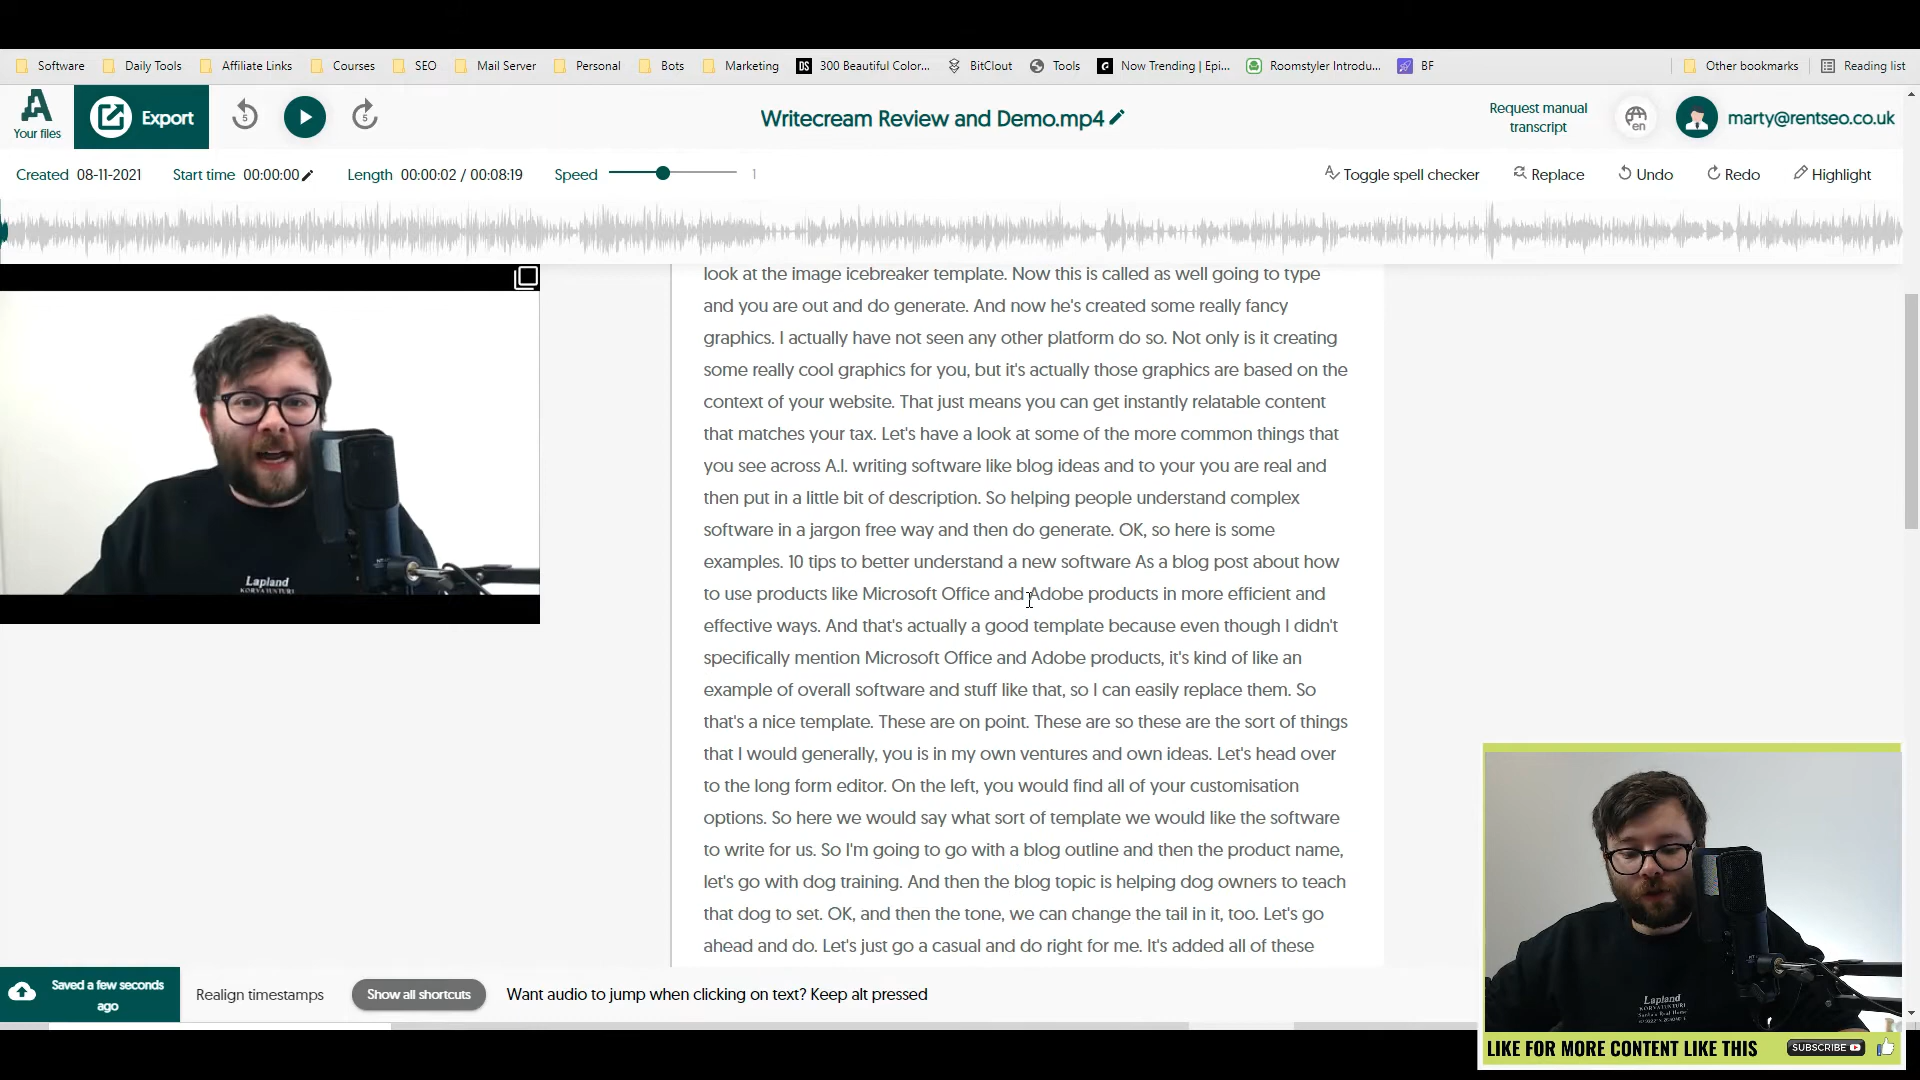 Software Daily Tools Affiliate Links Courses SEO Mail Server Personal Bots Marketing DS 300 Beautiful Color... BitClout Tools Now Trending | Epi... Roomstyler Introdu... BF Other bookmarks Reading list
A Your files Export 5 5 Writecream Review and Demo.mp4 Request manual transcript en marty@rentseo.co.uk
Created 08-11-2021 Start time 00:00:00 Length 00:00:02 / 00:08:19 Speed 1 Toggle spell checker Replace Undo Redo Highlight
look at the image icebreaker template. Now this is called as well going to type
and you are out and do generate. And now he's created some really fancy
graphics. I actually have not seen any other platform do so. Not only is it creating
some really cool graphics for you, but it's actually those graphics are based on the
context of your website. That just means you can get instantly relatable content
that matches your tax. Let's have a look at some of the more common things that
you see across A.I. writing software like blog ideas and to your you are real and
then put in a little bit of description. So helping people understand complex
software in a jargon free way and then do generate. OK, so here is some
examples. 10 tips to better understand a new software As a blog post about how
to use products like Microsoft Office and Adobe products in more efficient and
effective ways. And that's actually a good template because even though I didn't
specifically mention Microsoft Office and Adobe products, it's kind of like an
example of overall software and stuff like that, so I can easily replace them. So
that's a nice template. These are on point. These are so these are the sort of things
that I would generally, you is in my own ventures and own ideas. Let's head over
to the long form editor. On the left, you would find all of your customisation
options. So here we would say what sort of template we would like the software
to write for us. So I'm going to go with a blog outline and then the product name,
let's go with dog training. And then the blog topic is helping dog owners to teach
that dog to set. OK, and then the tone, we can change the tail in it, too. Let's go
ahead and do. Let's just go a casual and do right for me. It's added all of these
Lapland
KORVATUNTURI
Saved a few seconds ago Realign timestamps Show all shortcuts Want audio to jump when clicking on text? Keep alt pressed
Lapland
KORVATUNTURI
LIKE FOR MORE CONTENT LIKE THIS SUBSCRIBE